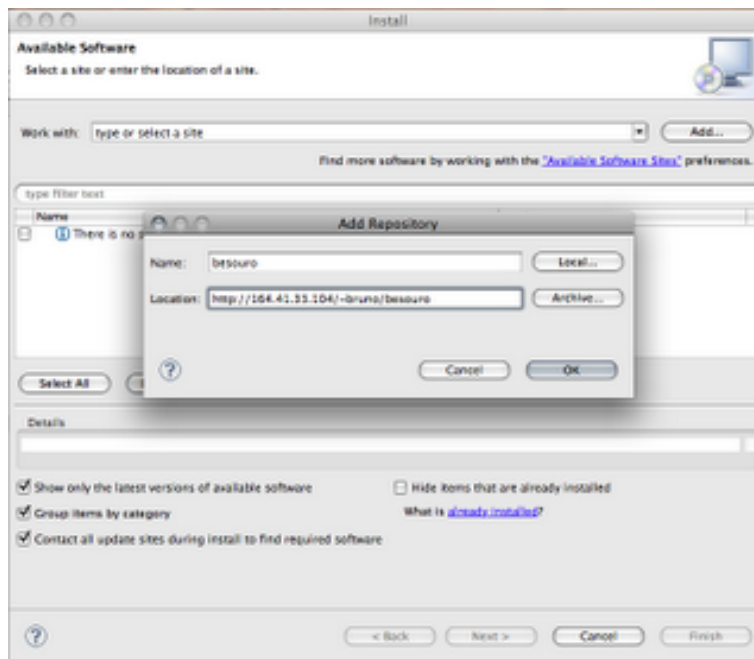 Install
Available Software
Select a site or enter the location of a site.
Work with: type or select a site Add...
Find more software by working with the "Available Software Sites" preferences.
type filter text
Name
There is no
Add Repository
Name: besouro Local...
Location: http://164.41.33.104/~bruno/besouro Archive...
Cancel OK
Select All
Details
Show only the latest versions of available software Hide items that are already installed
Group items by category What is already installed?
Contact all update sites during install to find required software
< Back Next > Cancel Finish